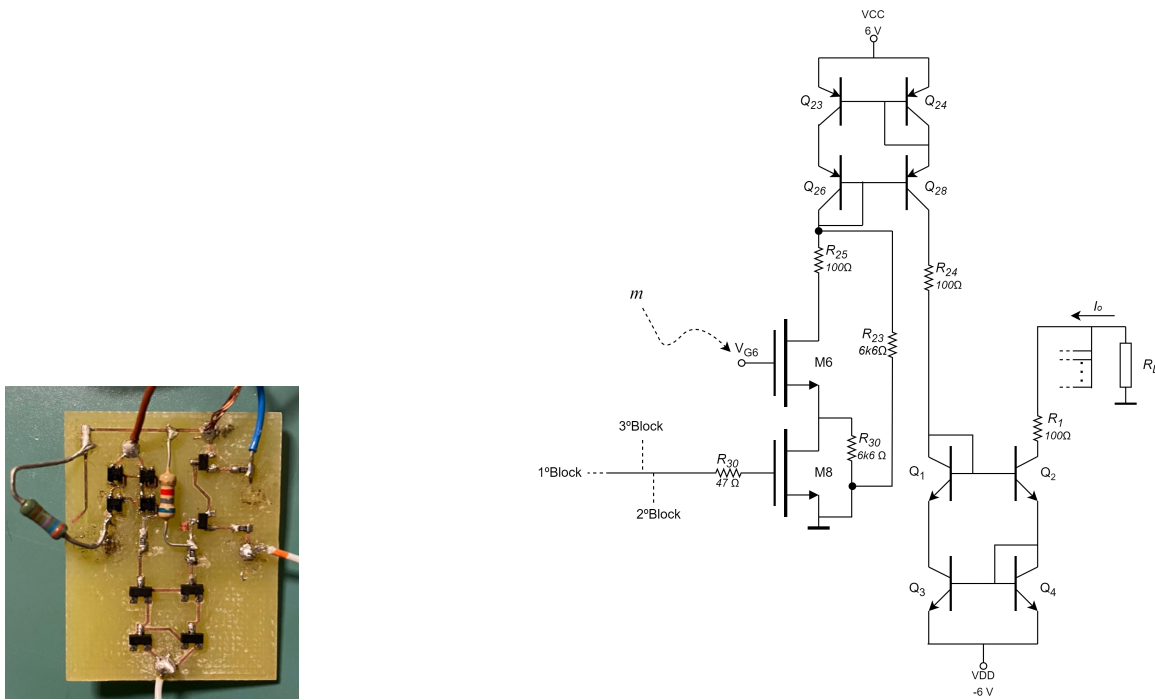 VCC
6 V
Q23
Q24
Q26
Q28
R25
100Ω
R24
100Ω
m
VG6
M6
R23
6k6Ω
Io
RL
3ºBlock
R30
6k6 Ω
R1
100Ω
1ºBlock
R30
47 Ω
M8
2ºBlock
Q1
Q2
Q3
Q4
VDD
-6 V